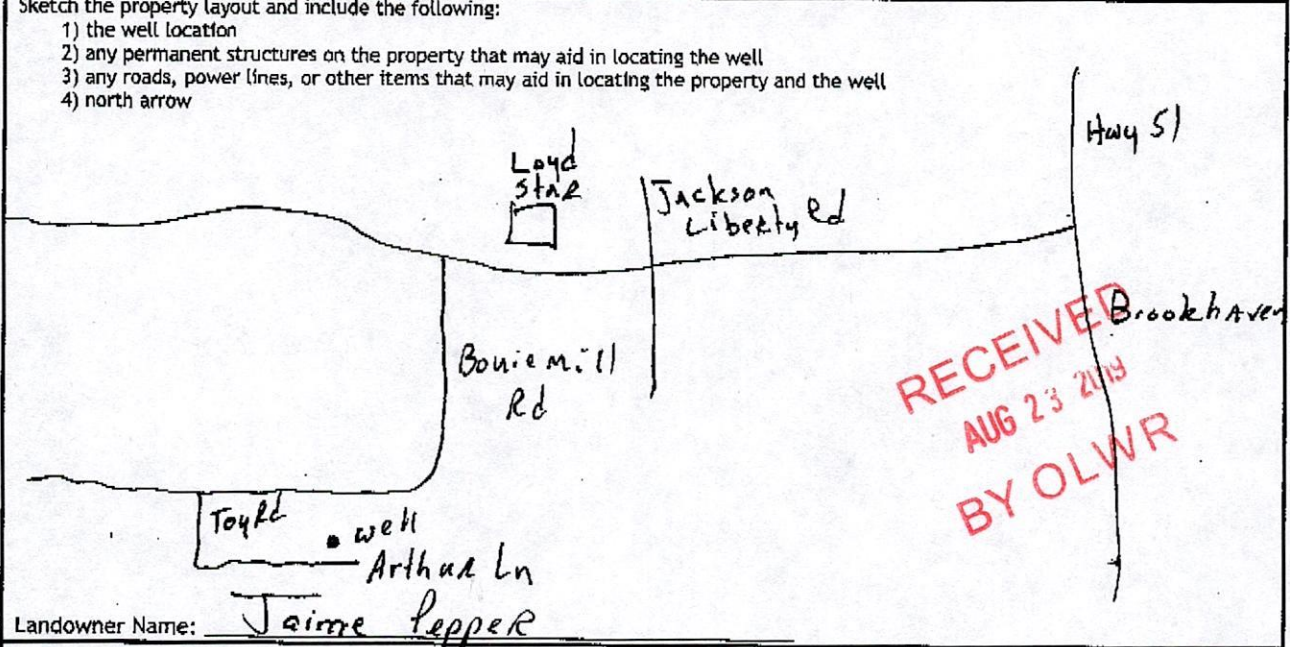 Sketch the property layout and include the following:
1) the well location
2) any permanent structures on the property that may aid in locating the well
3) any roads, power lines, or other items that may aid in locating the property and the well
4) north arrow
Hwy 51
Loyd
Star
Jackson
Liberty Rd
Brookhaven
RECEIVED
AUG 23 2019
BY OLWR
Bouie Mill
Rd
Toy Rd
well
Arthur Ln
Landowner Name: Jaime Pepper